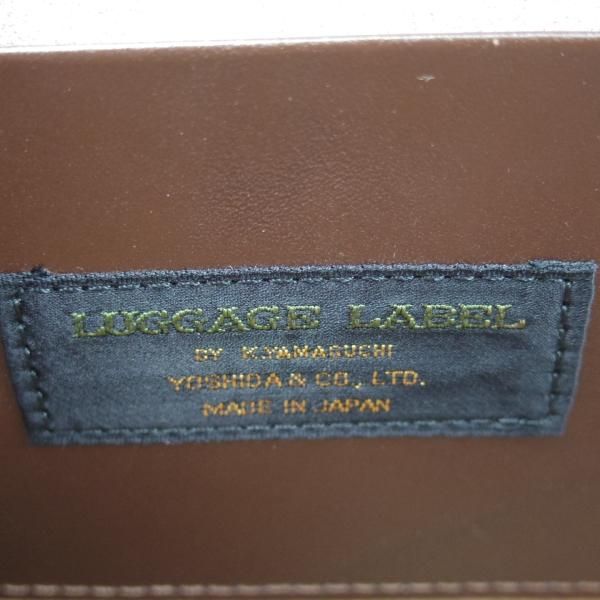 LUGGAGE LABEL
BY K.YAMAGUCHI
YOSHIDA & CO., LTD.
MADE IN JAPAN